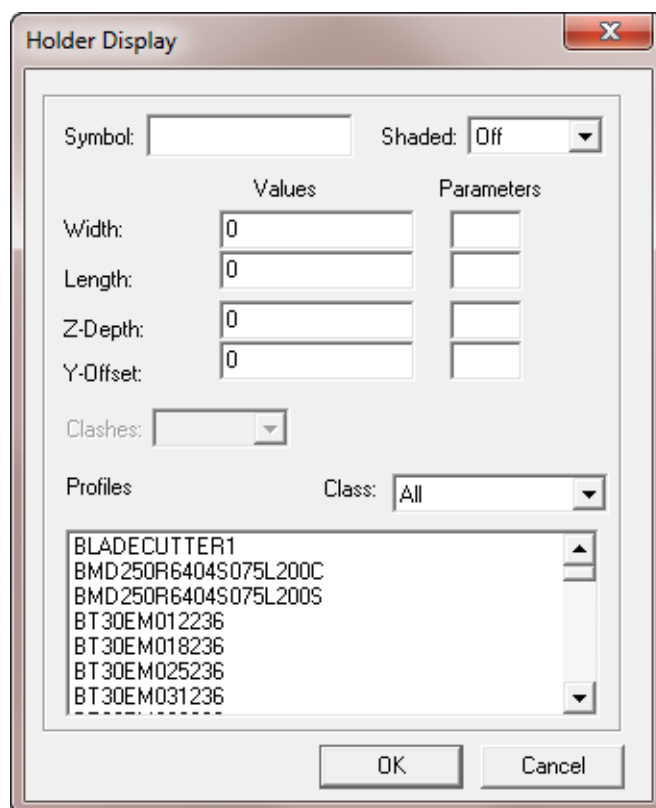 Holder Display
Symbol: Shaded: Off
Values Parameters
Width: 0
Length: 0
Z-Depth: 0
Y-Offset: 0
Clashes:
Profiles Class: All
BLADECUTTER1
BMD250R6404S075L200C
BMD250R6404S075L200S
BT30EM012236
BT30EM018236
BT30EM025236
BT30EM031236
OK Cancel